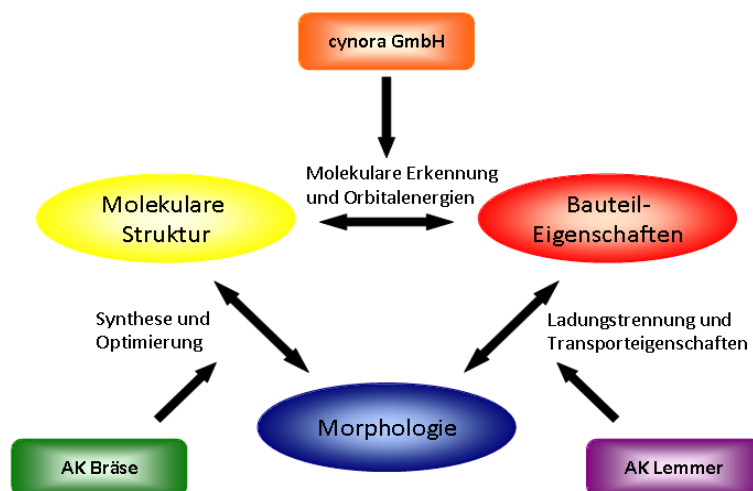 cynora GmbH
Molekulare Erkennung
und Orbitalenergien
Molekulare
Struktur
Bauteil-
Eigenschaften
Synthese und
Optimierung
Ladungstrennung und
Transporteigenschaften
Morphologie
AK Bräse
AK Lemmer